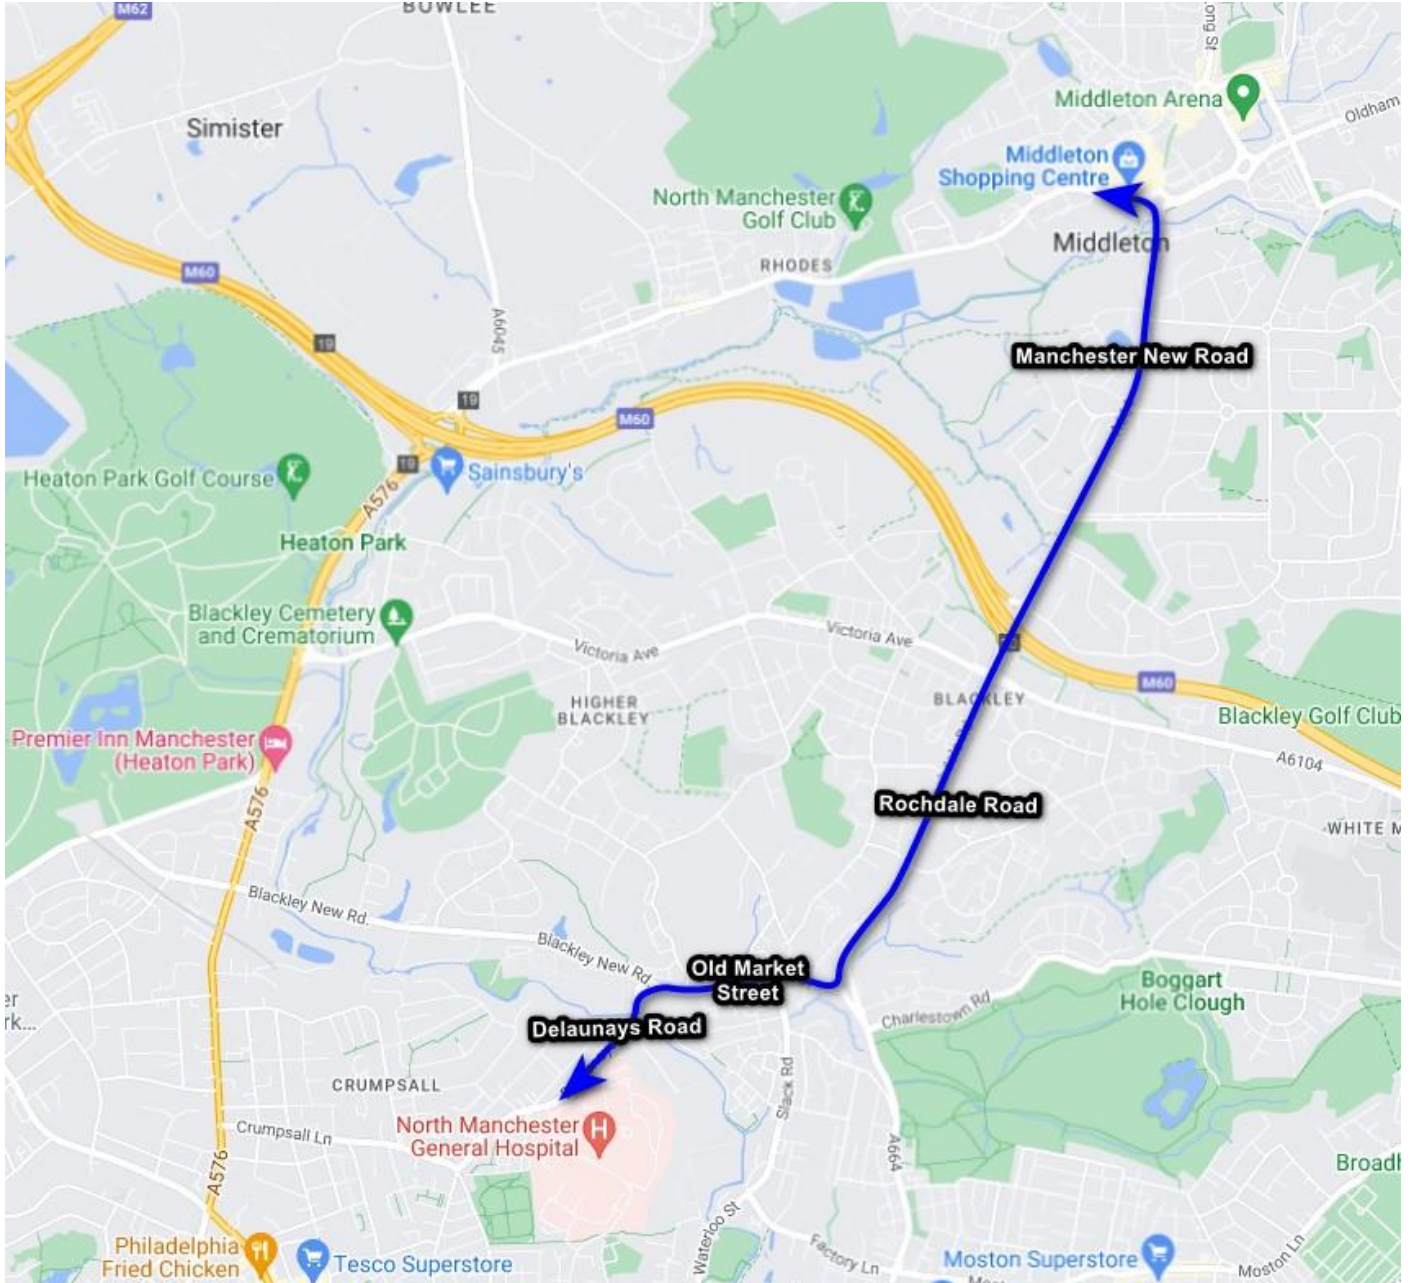 M62
BOWLEE
Long St
Middleton Arena
Oldham
Simister
Middleton
Shopping Centre
North Manchester
Golf Club
Middleton
RHODES
M60
A6045
19
Manchester New Road
19
M60
19
Sainsbury's
Heaton Park Golf Course
A576
Heaton Park
Blackley Cemetery
and Crematorium
Victoria Ave
Victoria Ave
M60
HIGHER
BLACKLEY
BLACKLEY
Blackley Golf Club
Premier Inn Manchester
(Heaton Park)
A6104
A576
Rochdale Road
WHITE M
Blackley New Rd.
Blackley New Rd.
Old Market
Street
Boggart
Hole Clough
er
rk...
Charlestown Rd
Delaunays Road
CRUMPSALL
Slack Rd
North Manchester
General Hospital
Crumpsall Ln
A664
A576
Broadh
Waterloo St
Philadelphia
Fried Chicken
Tesco Superstore
Factory Ln
Moston Superstore
Moston Ln